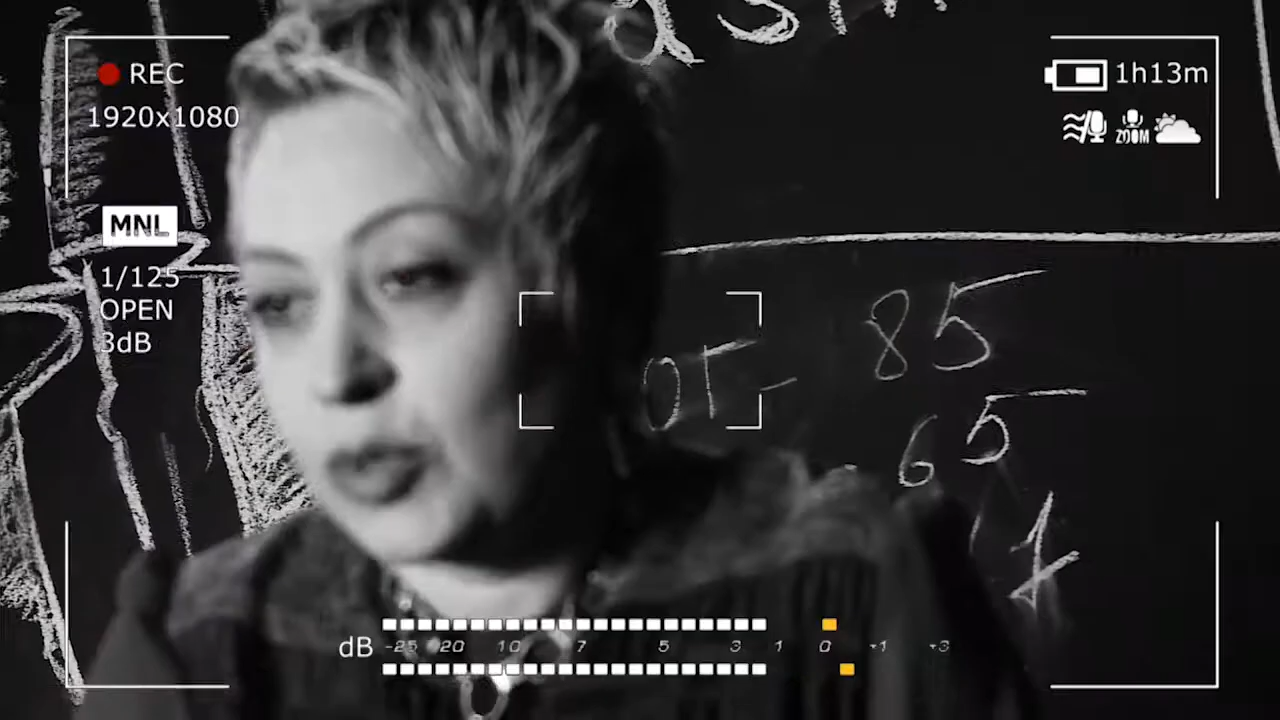 REC
1h13m
1920x1080
ZOOM
MNL
1/125
OPEN
3dB
85
от -
65
dB -25 -20 10 7 5 3 1 0 +1 +3